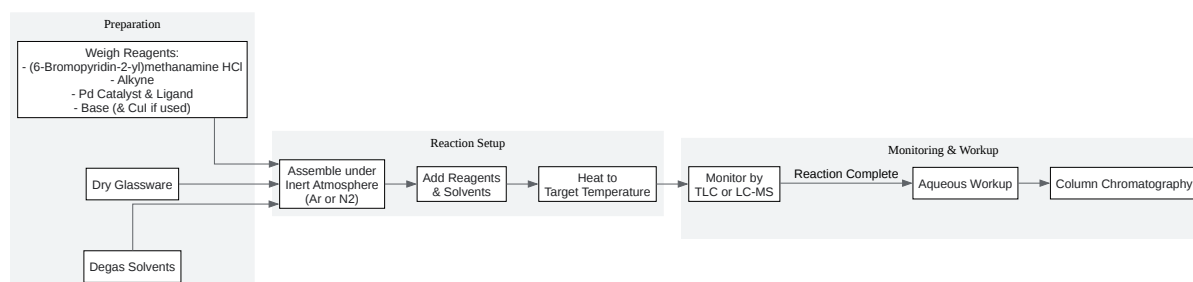 Preparation
Weigh Reagents:
- (6-Bromopyridin-2-yl)methanamine HCl
- Alkyne
- Pd Catalyst & Ligand
- Base (& CuI if used)
Dry Glassware
Degas Solvents
Reaction Setup
Assemble under
Inert Atmosphere
(Ar or N2)
Add Reagents
& Solvents
Heat to
Target Temperature
Monitoring & Workup
Monitor by
TLC or LC-MS
Reaction Complete
Aqueous Workup
Column Chromatography